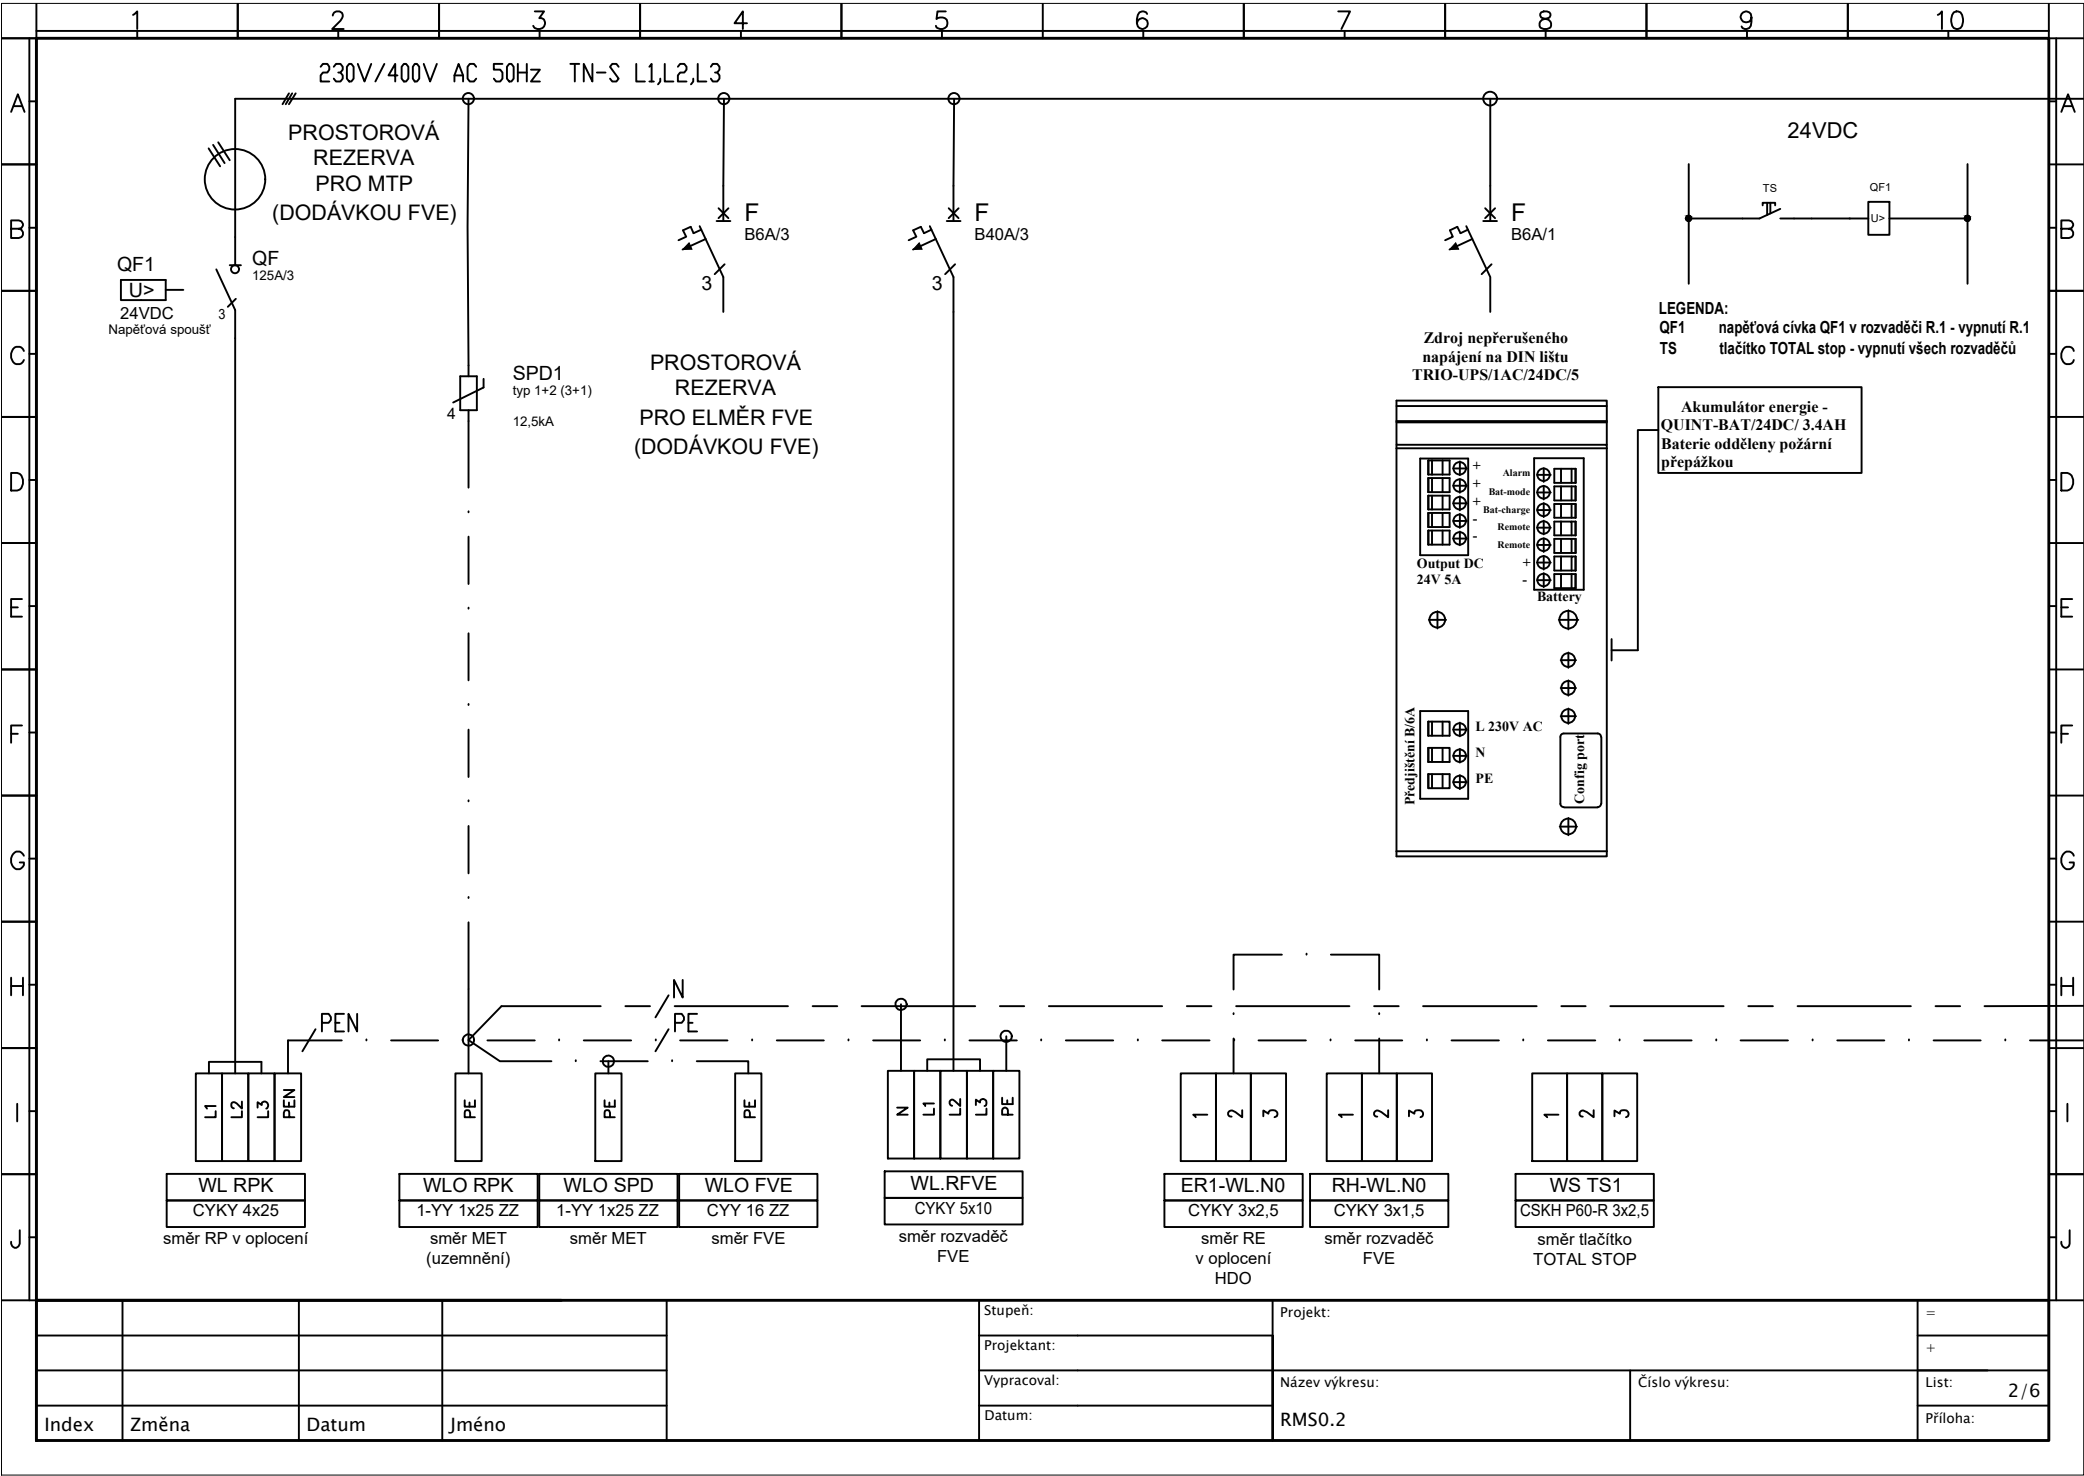 1 2 3 4 5 6 7 8 9 10
230V/400V AC 50Hz TN-S L1,L2,L3
A
A
PROSTOROVÁ
REZERVA
PRO MTP
(DODÁVKOU FVE)
24VDC
TS
QF1
U>
B
B
F
B6A/3
3
F
B40A/3
3
F
B6A/1
QF1
U>
24VDC
Napěťová spoušť
QF
125A/3
3
LEGENDA:
QF1 napěťová cívka QF1 v rozvaděči R.1 - vypnutí R.1
TS tlačítko TOTAL stop - vypnutí všech rozvaděčů
C
C
SPD1
typ 1+2 (3+1)
12,5kA
4
PROSTOROVÁ
REZERVA
PRO ELMĚR FVE
(DODÁVKOU FVE)
Zdroj nepřerušeného
napájení na DIN lištu
TRIO-UPS/1AC/24DC/5
Akumulátor energie -
QUINT-BAT/24DC/ 3.4AH
Baterie odděleny požární
přepážkou
D
D
+
+
+
-
-
Output DC
24V 5A
Alarm
Bat-mode
Bat-charge
Remote
Remote
+
-
Battery
E
E
F
F
Předjištění B/6A
L 230V AC
N
PE
Config port
G
G
H
H
N
PEN
PE
I
I
L1 L2 L3 PEN
PE
PE
PE
N L1 L2 L3 PE
1 2 3
1 2 3
1 2 3
J
J
WL RPK
CYKY 4x25
směr RP v oplocení
WLO RPK
1-YY 1x25 ZZ
směr MET
(uzemnění)
WLO SPD
1-YY 1x25 ZZ
směr MET
WLO FVE
CYY 16 ZZ
směr FVE
WL.RFVE
CYKY 5x10
směr rozvaděč
FVE
ER1-WL.N0
CYKY 3x2,5
směr RE
v oplocení
HDO
RH-WL.N0
CYKY 3x1,5
směr rozvaděč
FVE
WS TS1
CSKH P60-R 3x2,5
směr tlačítko
TOTAL STOP
Index Změna Datum Jméno
Stupeň:
Projektant:
Vypracoval:
Datum:
Projekt:
Název výkresu:
RMS0.2
Číslo výkresu:
=
+
List: 2/6
Příloha: